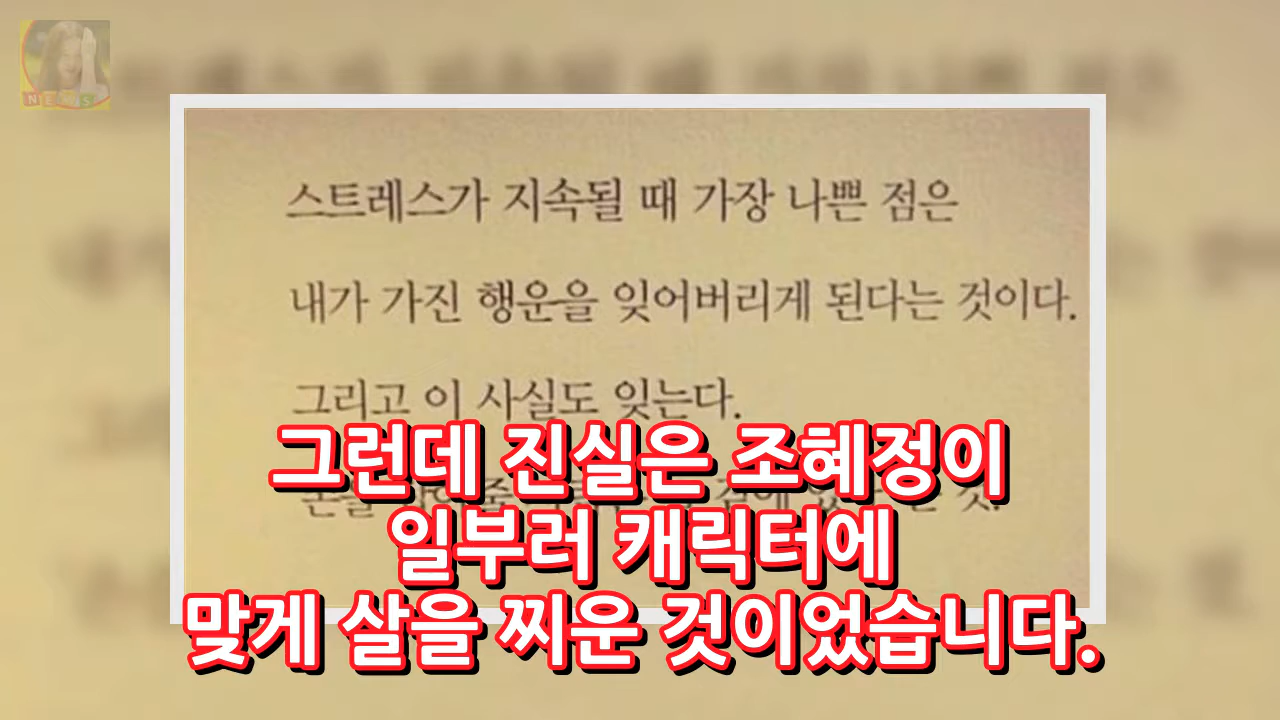 NEWS
스트레스가 지속될 때 가장 나쁜 점은
내가 가진 행운을 잊어버리게 된다는 것이다.
그리고 이 사실도 잊는다.
것.
그런데 진실은 조혜정이
일부러 캐릭터에
맞게 살을 찌운 것이었습니다.